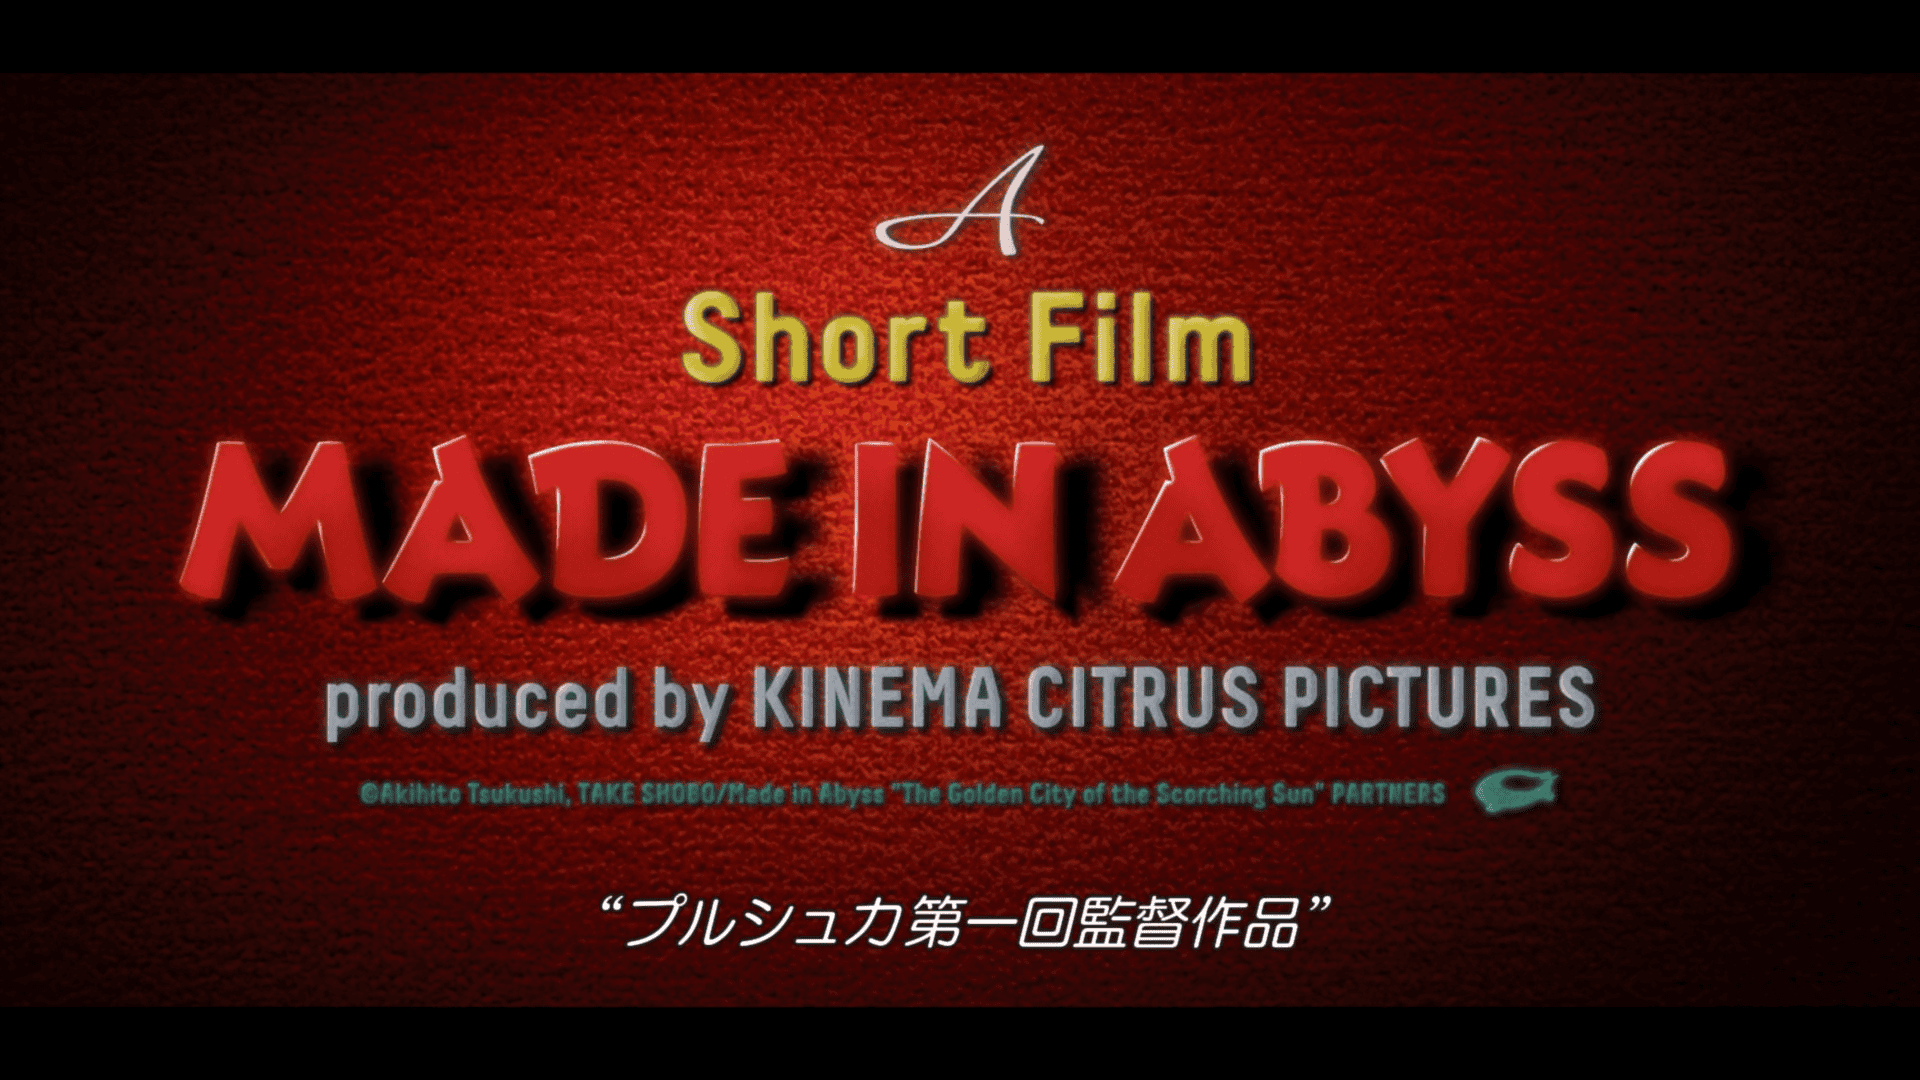 A
Short Film
MADE IN ABYSS
produced by KINEMA CITRUS PICTURES
©Akihito Tsukushi, TAKE SHOBO/Made in Abyss "The Golden City of the Scorching Sun" PARTNERS
“プルシュカ第一回監督作品”